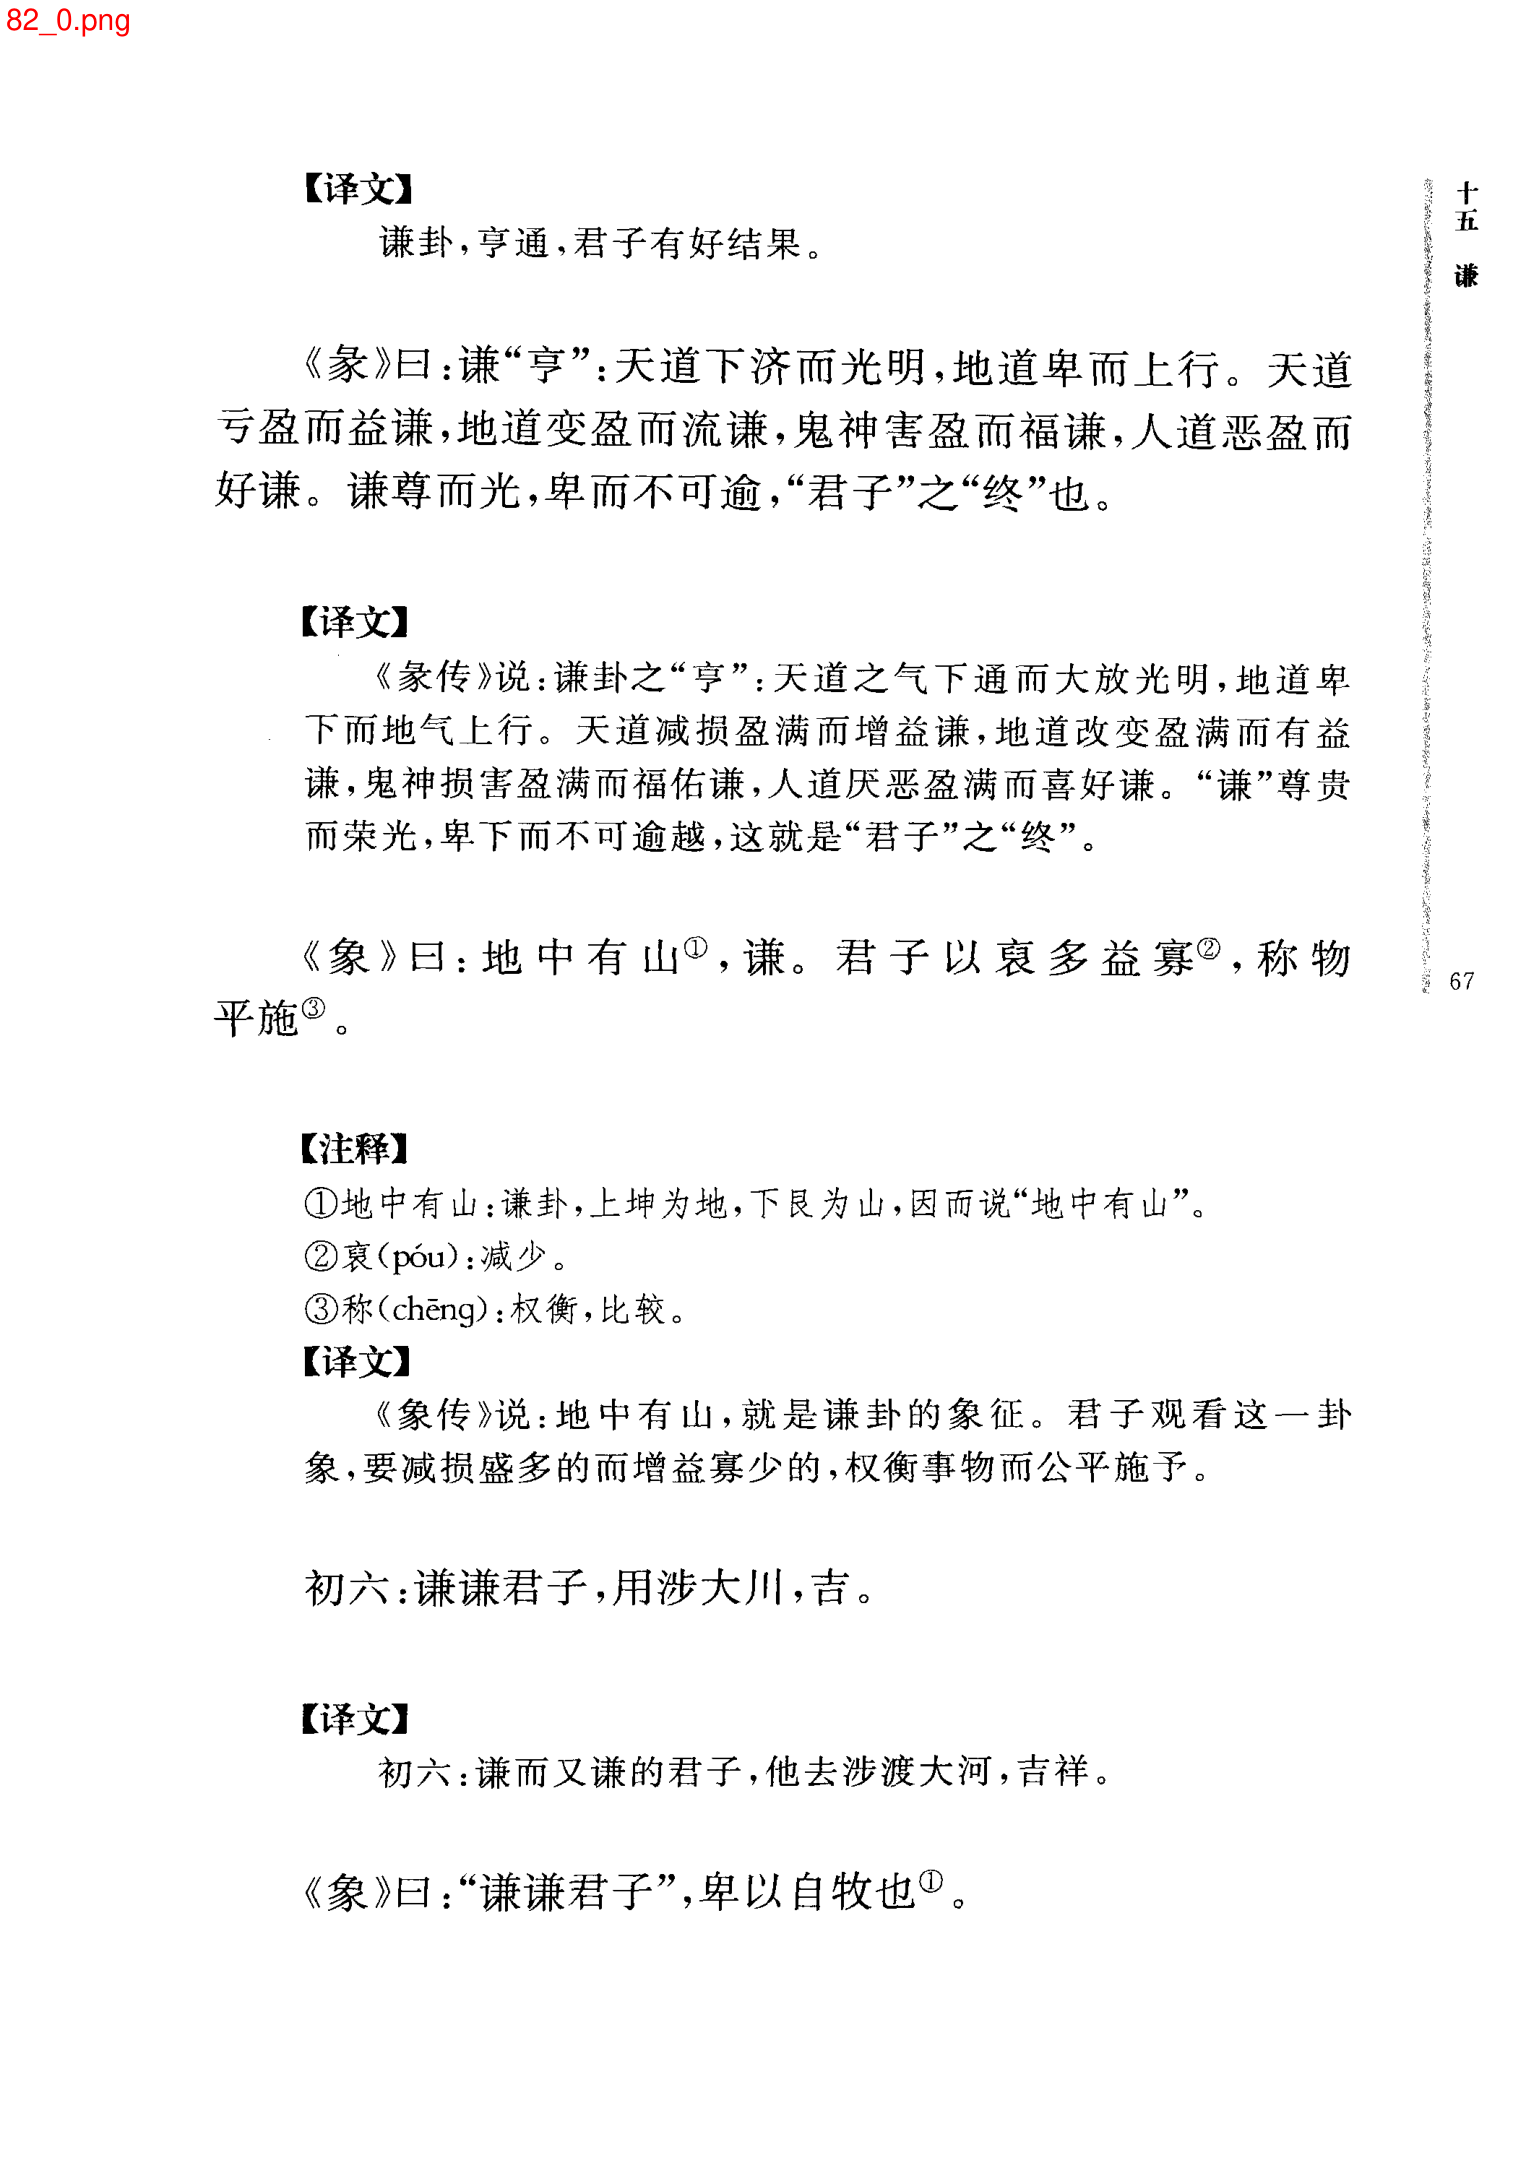 82_0.png
【译文】
谦卦,亨通,君子有好结果。
《彖》曰:谦“亨”:天道下济而光明,地道卑而上行。天道
亏盈而益谦,地道变盈而流谦,鬼神害盈而福谦,人道恶盈而
好谦。谦尊而光,卑而不可逾,“君子”之“终”也。
【译文】
《彖传》说:谦卦之“亨”:天道之气下通而大放光明,地道卑
下而地气上行。天道减损盈满而增益谦,地道改变盈满而有益
谦,鬼神损害盈满而福佑谦,人道厌恶盈满而喜好谦。“谦”尊贵
而荣光,卑下而不可逾越,这就是“君子”之“终”。
《象》曰:地中有山①,谦。君子以裒多益寡②,称物
平施③。
【注释】
①地中有山:谦卦,上坤为地,下艮为山,因而说“地中有山”。
②裒(póu):减少。
③称(chēng):权衡,比较。
【译文】
《象传》说:地中有山,就是谦卦的象征。君子观看这一卦
象,要减损盛多的而增益寡少的,权衡事物而公平施予。
初六:谦谦君子,用涉大川,吉。
【译文】
初六:谦而又谦的君子,他去涉渡大河,吉祥。
《象》曰:“谦谦君子”,卑以自牧也①。
十五 谦
67